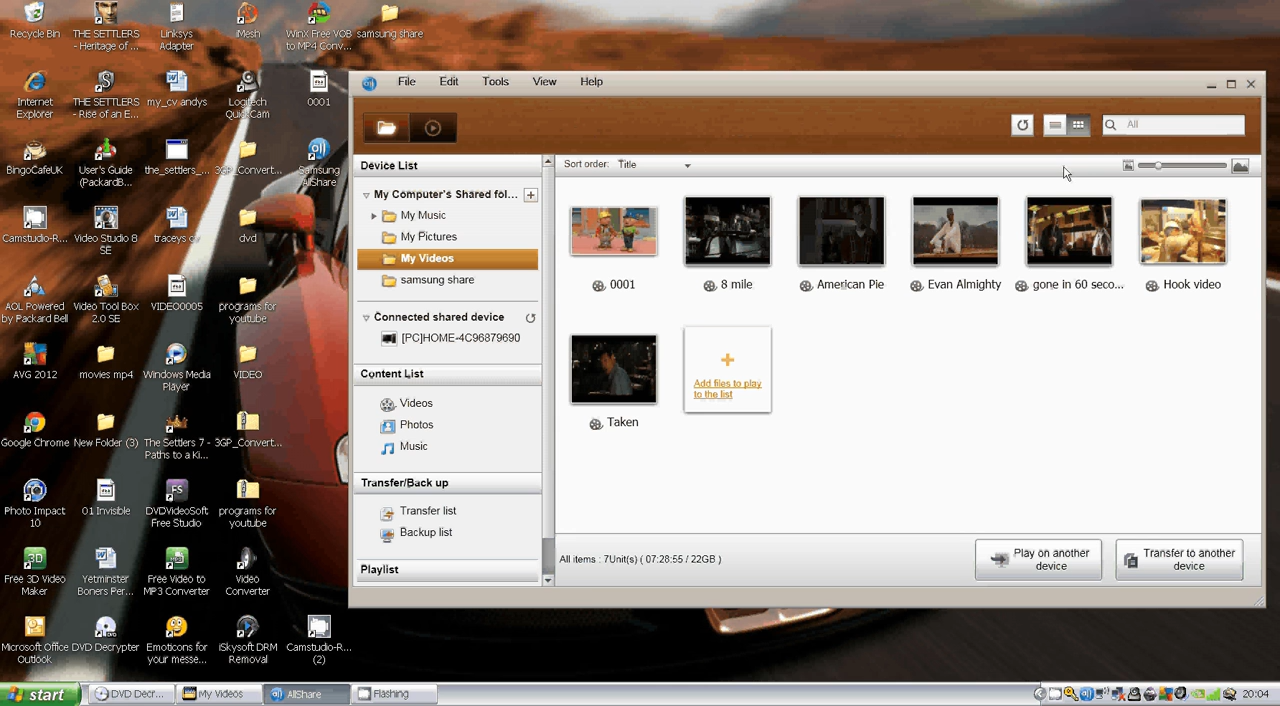 Recycle Bin
THE SETTLERS
- Heritage of ...
Linksys
Adapter
iMesh
WinX Free VOB
to MP4 Conv...
samsung share
Internet
Explorer
THE SETTLERS
- Rise of an E...
my_cv andys
Logitech
QuickCam
0001
BingoCafeUK
User's Guide
(PackardB...
the_settlers_...
3GP_Convert...
Samsung
AllShare
Camstudio-R...
Video Studio 8
SE
traceys cv
dvd
AOL Powered
by Packard Bell
Video Tool Box
2.0 SE
VIDEO0005
programs for
youtube
AVG 2012
movies mp4
Windows Media
Player
VIDEO
Google Chrome
New Folder (3)
The Settlers 7 -
Paths to a Ki...
3GP_Convert...
Photo Impact
10
01 Invisible
DVDVideoSoft
Free Studio
programs for
youtube
Free 3D Video
Maker
Yetminster
Boners Per...
Free Video to
MP3 Converter
Video
Converter
Microsoft Office
Outlook
DVD Decrypter
Emoticons for
your messe...
iSkysoft DRM
Removal
Camstudio-R...
(2)
File Edit Tools View Help
All
Device List
My Computer's Shared fol...
My Music
My Pictures
My Videos
samsung share
Connected shared device
[PC]HOME-4C96879690
Content List
Videos
Photos
Music
Transfer/Back up
Transfer list
Backup list
Playlist
Sort order: Title
0001
8 mile
American Pie
Evan Almighty
gone in 60 seco...
Hook video
Taken
Add files to play
to the list
All items : 7Unit(s) ( 07:28:55 / 22GB )
Play on another
device
Transfer to another
device
start
DVD Decr...
My Videos
AllShare
Flashing
20:04